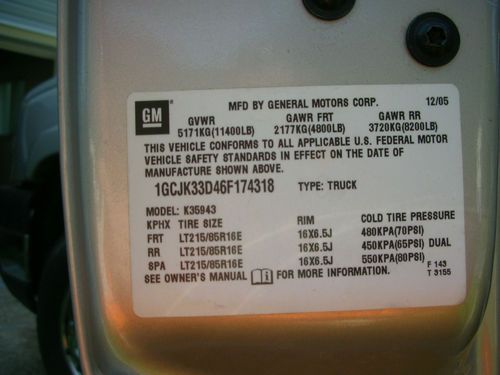 GM
MFD BY GENERAL MOTORS CORP. 12/05
GVWR GAWR FRT GAWR RR
5171KG(11400LB) 2177KG(4800LB) 3720KG(8200LB)
THIS VEHICLE CONFORMS TO ALL APPLICABLE U.S. FEDERAL MOTOR
VEHICLE SAFETY STANDARDS IN EFFECT ON THE DATE OF
MANUFACTURE SHOWN ABOVE.
1GCJK33D46F174318 TYPE: TRUCK
MODEL: K35943
KPHX TIRE SIZE RIM COLD TIRE PRESSURE
FRT LT215/85R16E 16X6.5J 480KPA(70PSI)
RR LT215/85R16E 16X6.5J 450KPA(65PSI) DUAL
SPA LT215/85R16E 16X6.5J 550KPA(80PSI)
SEE OWNER'S MANUAL FOR MORE INFORMATION.
F 143
T 3155